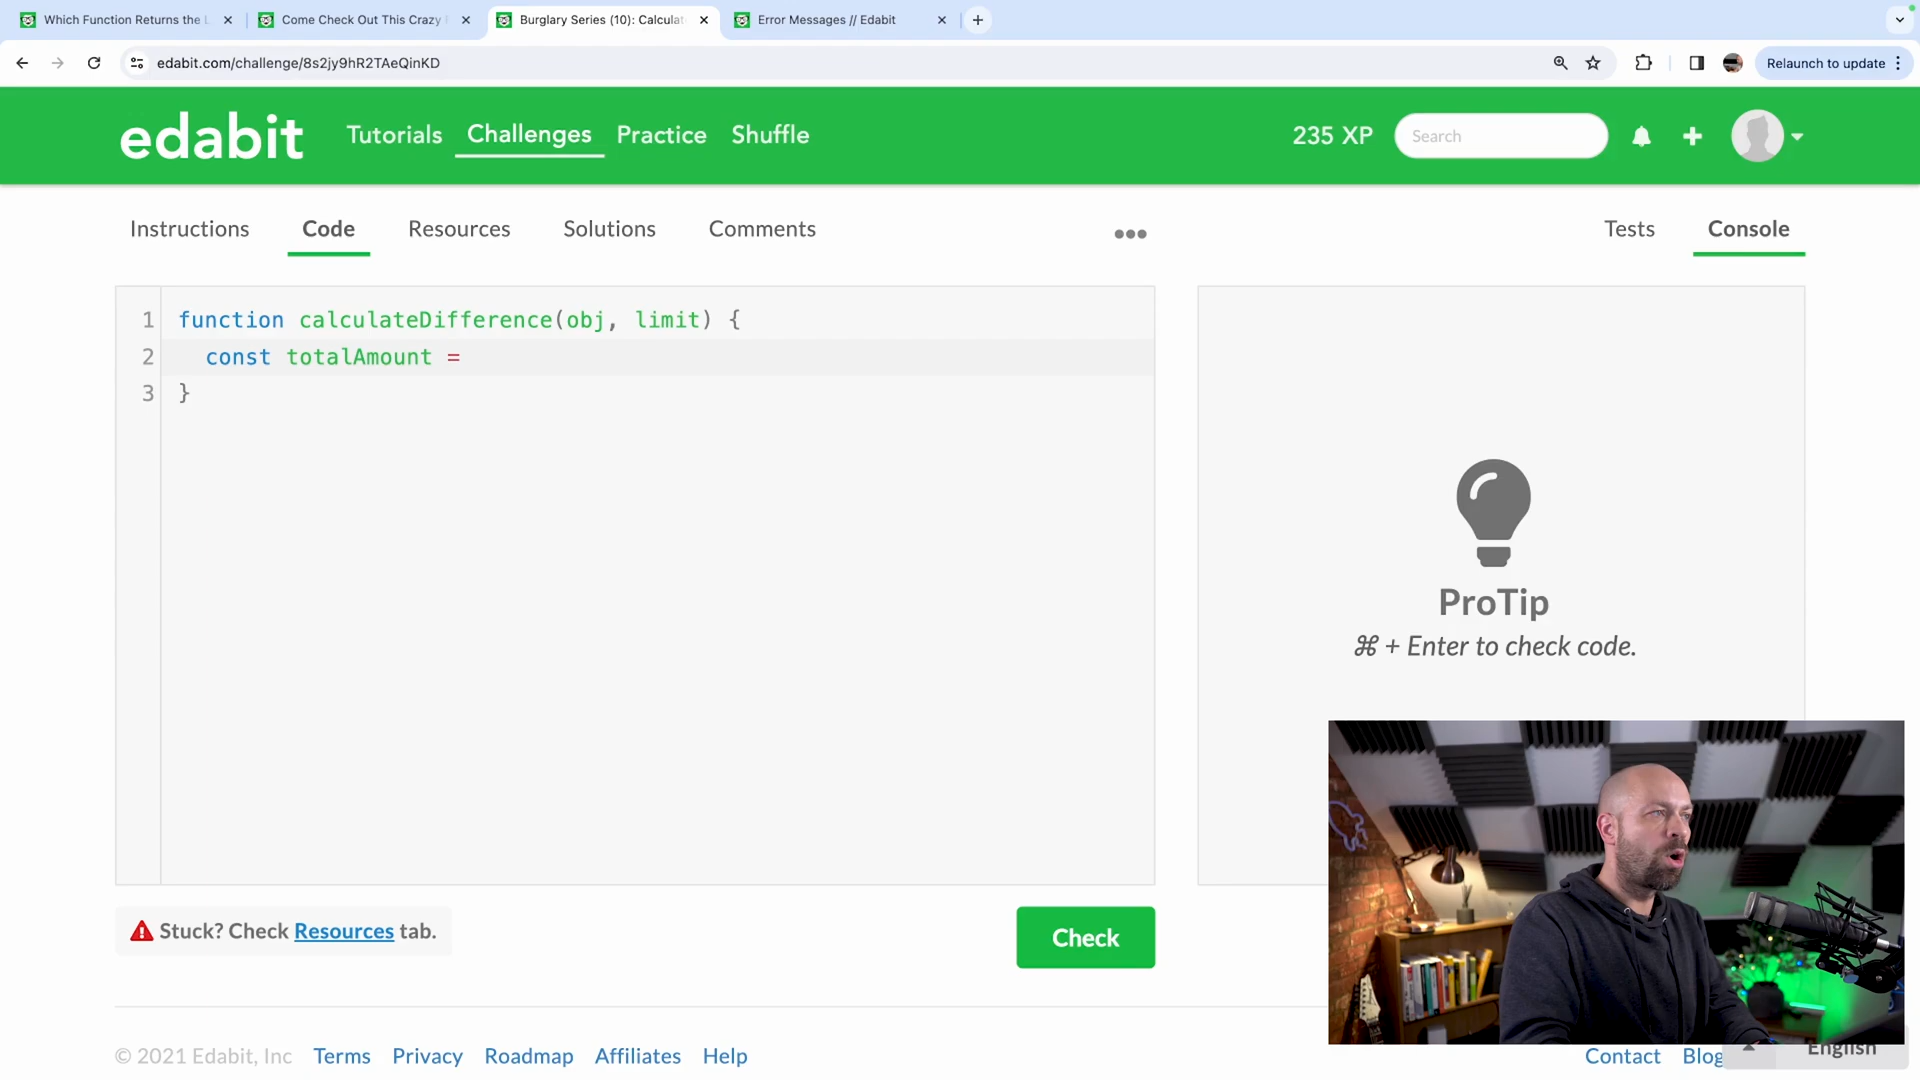 Which Function Returns the L
Come Check Out This Crazy
Burglary Series (10): Calcula
Error Messages // Edabit
edabit.com/challenge/8s2jy9hR2TAeQinKD
Relaunch to update
edabit
Tutorials
Challenges
Practice
Shuffle
235 XP
Search
Instructions
Code
Resources
Solutions
Comments
Tests
Console
1 function calculateDifference(obj, limit) {
2 const totalAmount =
3 }
ProTip
⌘ + Enter to check code.
Stuck? Check Resources tab.
Check
© 2021 Edabit, Inc
Terms
Privacy
Roadmap
Affiliates
Help
Contact
Blog
English